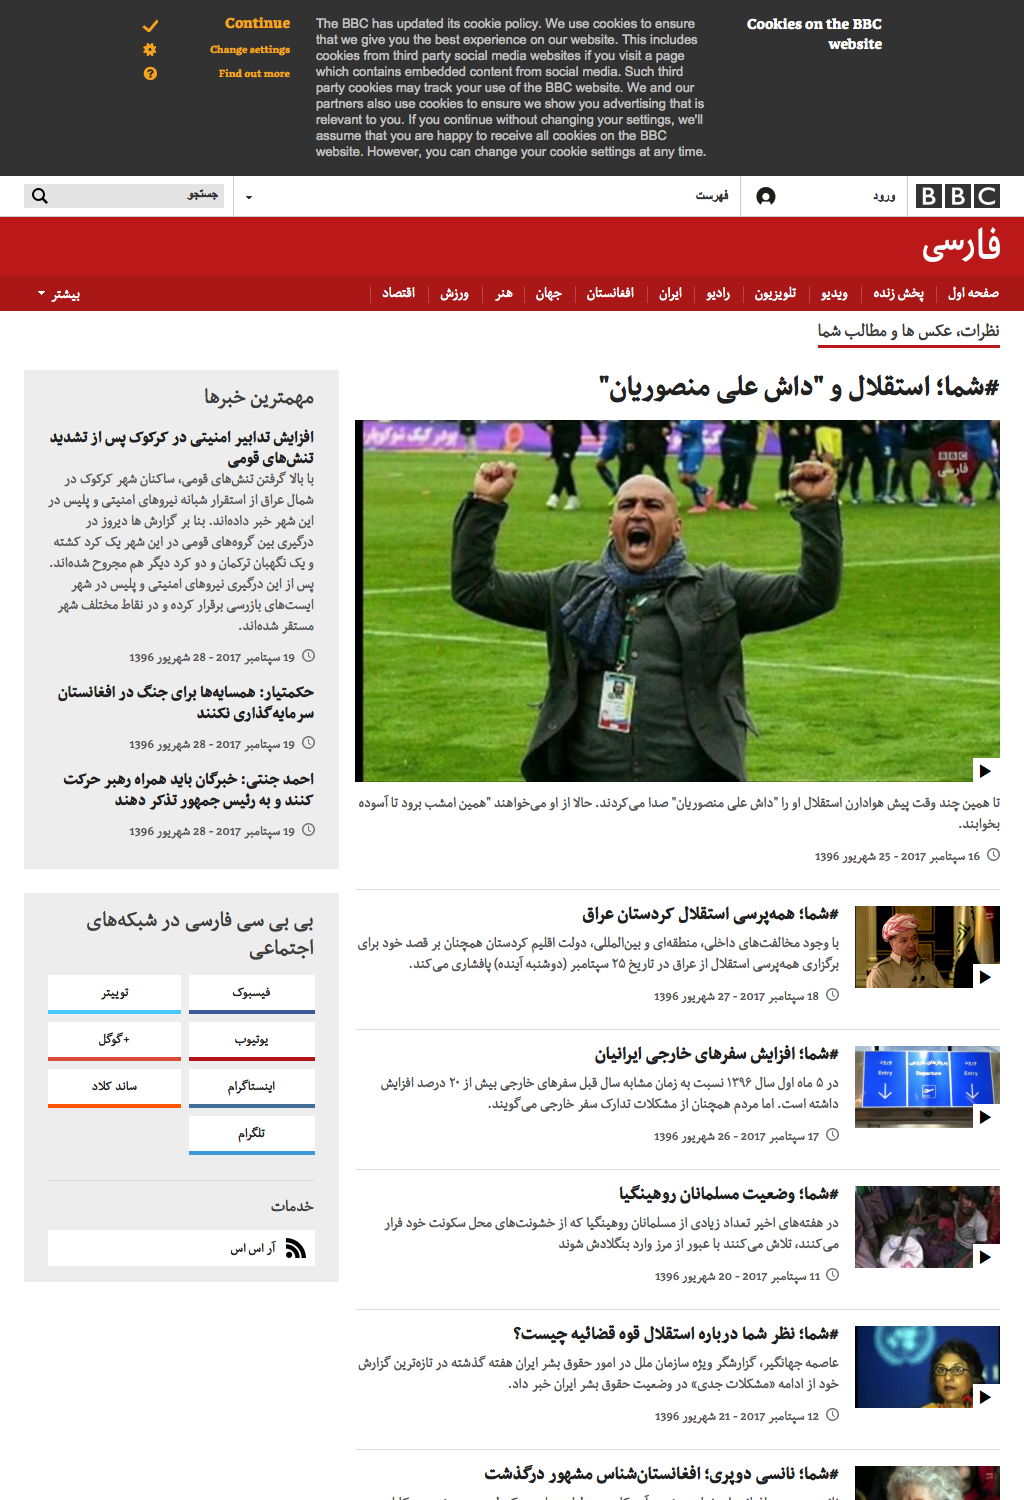 Cookies on the BBC
website
The BBC has updated its cookie policy. We use cookies to ensure
that we give you the best experience on our website. This includes
cookies from third party social media websites if you visit a page
which contains embedded content from social media. Such third
party cookies may track your use of the BBC website. We and our
partners also use cookies to ensure we show you advertising that is
relevant to you. If you continue without changing your settings, we'll
assume that you are happy to receive all cookies on the BBC
website. However, you can change your cookie settings at any time.
Continue
Change settings
Find out more
BBC
ورود
فهرست
جستجو
فارسی
صفحه اول
پخش زنده
ویدیو
تلویزیون
رادیو
ایران
افغانستان
جهان
هنر
ورزش
اقتصاد
بیشتر
نظرات، عکس ها و مطالب شما
#شما؛ استقلال و "داش علی منصوریان"
BBC
فارسی
تا همین چند وقت پیش هوادارن استقلال او را "داش علی منصوریان" صدا می‌کردند. حالا از او می‌خواهند "همین امشب برود تا آسوده
بخوابند.
16 سپتامبر 2017 - 25 شهریور 1396
#شما؛ همه‌پرسی استقلال کردستان عراق
با وجود مخالفت‌های داخلی، منطقه‌ای و بین‌المللی، دولت اقلیم کردستان همچنان بر قصد خود برای
برگزاری همه‌پرسی استقلال از عراق در تاریخ ۲۵ سپتامبر (دوشنبه آینده) پافشاری می‌کند.
18 سپتامبر 2017 - 27 شهریور 1396
#شما؛ افزایش سفرهای خارجی ایرانیان
در ۵ ماه اول سال ۱۳۹۶ نسبت به زمان مشابه سال قبل سفرهای خارجی بیش از ۲۰ درصد افزایش
داشته است. اما مردم همچنان از مشکلات تدارک سفر خارجی می‌گویند.
17 سپتامبر 2017 - 26 شهریور 1396
ورود
Entry
Departure
ورود
Entry
#شما؛ وضعیت مسلمانان روهینگیا
در هفته‌های اخیر تعداد زیادی از مسلمانان روهینگیا که از خشونت‌های محل سکونت خود فرار
می‌کنند، تلاش می‌کنند با عبور از مرز وارد بنگلادش شوند
11 سپتامبر 2017 - 20 شهریور 1396
#شما؛ نظر شما درباره استقلال قوه قضائیه چیست؟
عاصمه جهانگیر، گزارشگر ویژه سازمان ملل در امور حقوق بشر ایران هفته گذشته در تازه‌ترین گزارش
خود از ادامه «مشکلات جدی» در وضعیت حقوق بشر ایران خبر داد.
12 سپتامبر 2017 - 21 شهریور 1396
#شما؛ نانسی دوپری؛ افغانستان‌شناس مشهور درگذشت
مهمترین خبرها
افزایش تدابیر امنیتی در کرکوک پس از تشدید
تنش‌های قومی
با بالا گرفتن تنش‌های قومی، ساکنان شهر کرکوک در
شمال عراق از استقرار شبانه نیروهای امنیتی و پلیس در
این شهر خبر داده‌اند. بنا بر گزارش ها دیروز در
درگیری بین گروه‌های قومی در این شهر یک کرد کشته
و یک نگهبان ترکمان و دو کرد دیگر هم مجروح شده‌اند.
پس از این درگیری نیروهای امنیتی و پلیس در شهر
ایست‌های بازرسی برقرار کرده و در نقاط مختلف شهر
مستقر شده‌اند.
19 سپتامبر 2017 - 28 شهریور 1396
حکمتیار: همسایه‌ها برای جنگ در افغانستان
سرمایه‌گذاری نکنند
19 سپتامبر 2017 - 28 شهریور 1396
احمد جنتی: خبرگان باید همراه رهبر حرکت
کنند و به رئیس جمهور تذکر دهند
19 سپتامبر 2017 - 28 شهریور 1396
بی بی سی فارسی در شبکه‌های
اجتماعی
فیسبوک
توییتر
یوتیوب
گوگل+
اینستاگرام
ساند کلاد
تلگرام
خدمات
آر اس اس